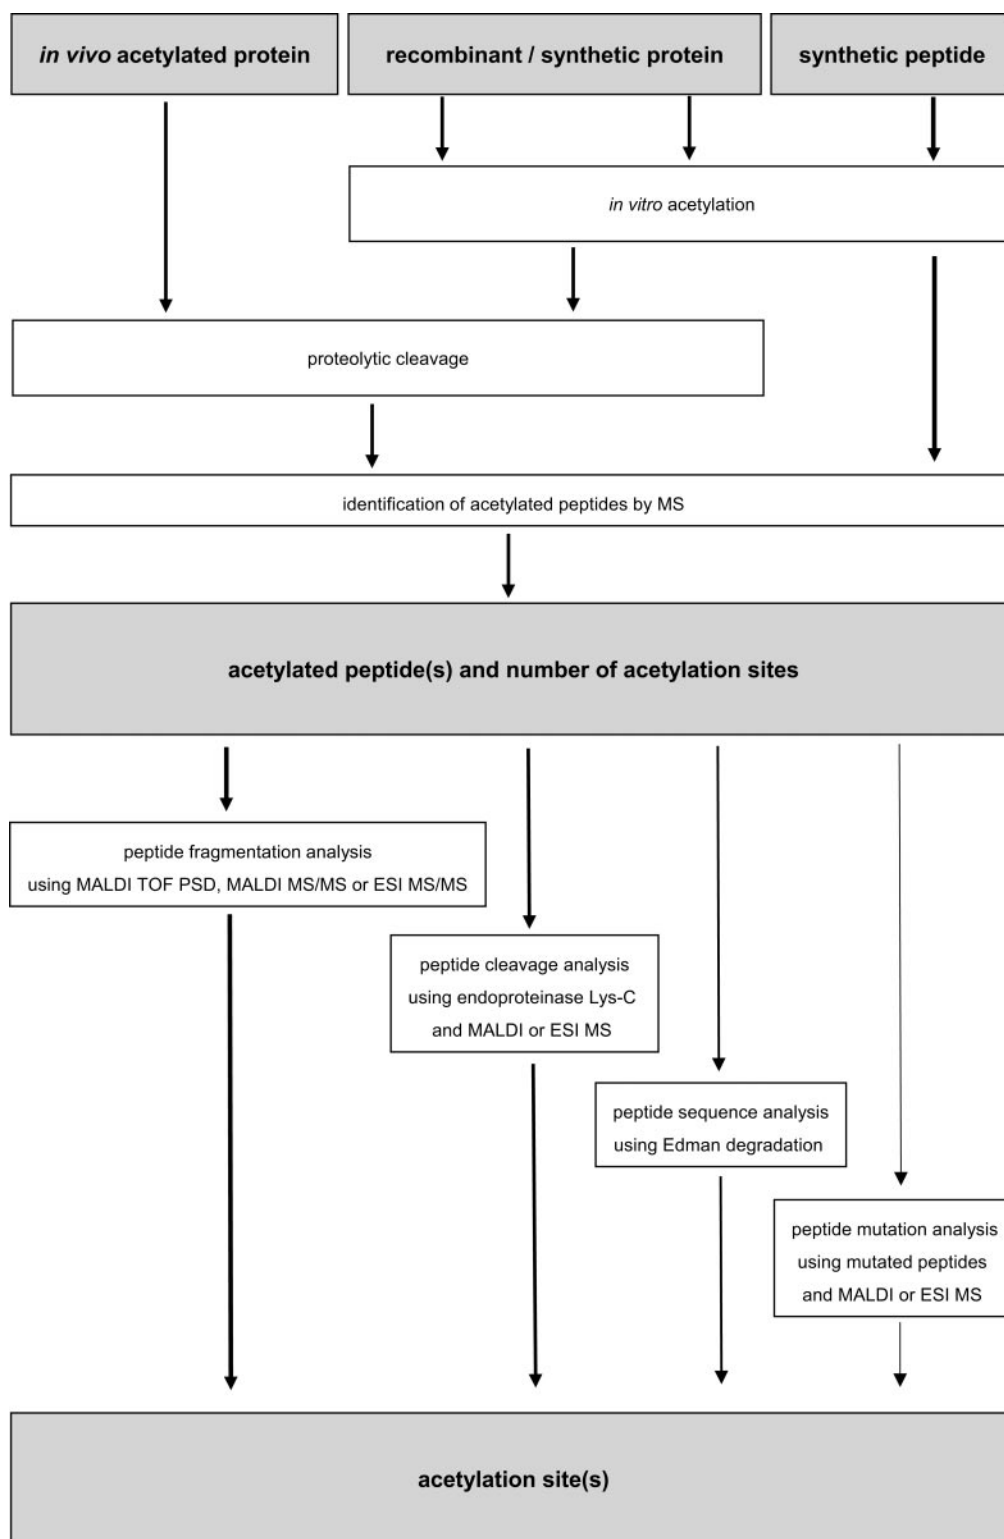 in vivo acetylated protein
recombinant / synthetic protein
synthetic peptide
in vitro acetylation
proteolytic cleavage
identification of acetylated peptides by MS
acetylated peptide(s) and number of acetylation sites
peptide fragmentation analysis
using MALDI TOF PSD, MALDI MS/MS or ESI MS/MS
peptide cleavage analysis
using endoproteinase Lys-C
and MALDI or ESI MS
peptide sequence analysis
using Edman degradation
peptide mutation analysis
using mutated peptides
and MALDI or ESI MS
acetylation site(s)